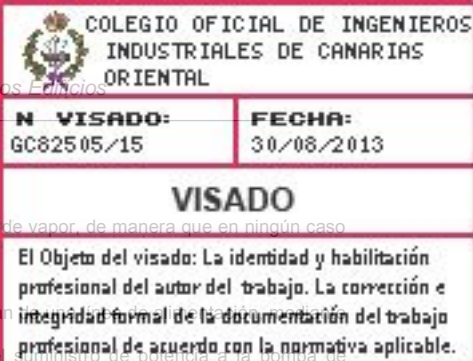 COLEGIO OFICIAL DE INGENIEROS
INDUSTRIALES DE CANARIAS
ORIENTAL
os Edificios
N VISADO:
GC82505/15
FECHA:
30/08/2013
VISADO
de vapor, de manera que en ningún caso
El Objeto del visado: La identidad y habilitación
profesional del autor del trabajo. La corrección e
integridad formal de la documentación del trabajo
profesional de acuerdo con la normativa aplicable.
suministro de potencia a la bomba de